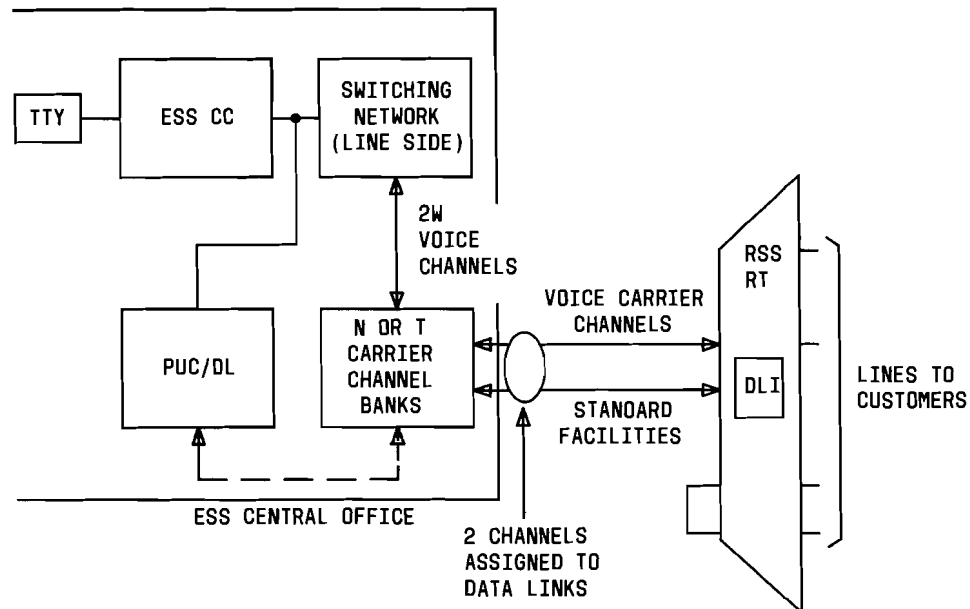 TTY
ESS CC
SWITCHING
NETWORK
(LINE SIDE)
2W
VOICE
CHANNELS
PUC/DL
N OR T
CARRIER
CHANNEL
BANKS
VOICE CARRIER
CHANNELS
STANDARD
FACILITIES
RSS
RT
DLI
LINES TO
CUSTOMERS
ESS CENTRAL OFFICE
2 CHANNELS
ASSIGNED TO
DATA LINKS